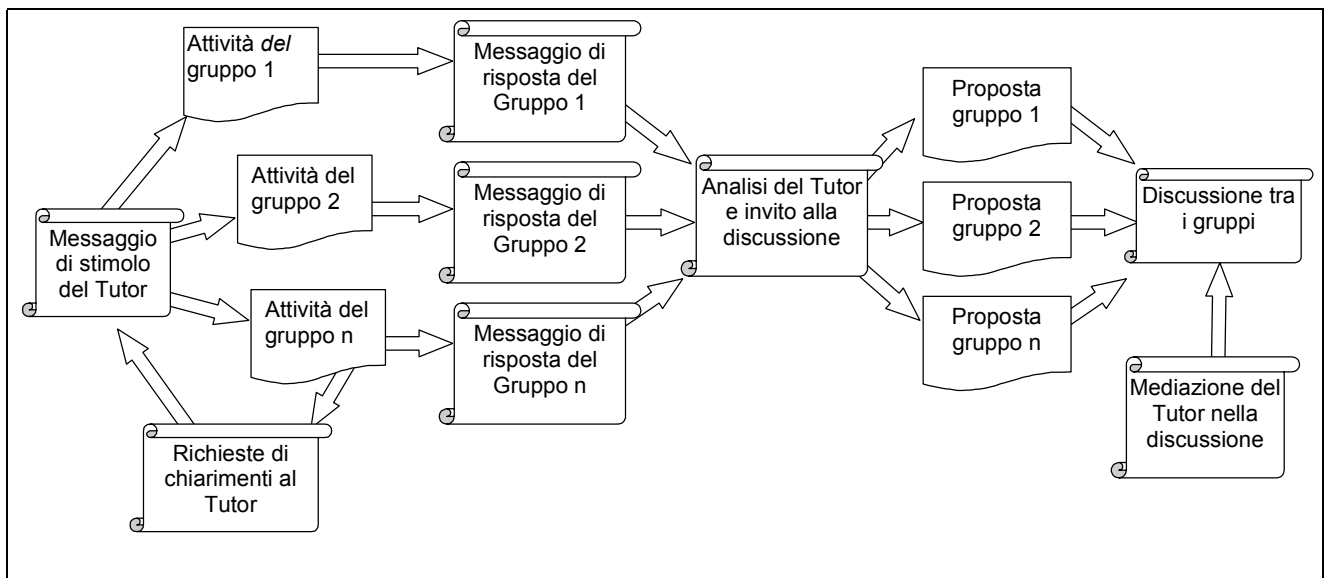 Attività del
gruppo 1
Messaggio di
risposta del
Gruppo 1
Proposta
gruppo 1
Attività del
gruppo 2
Messaggio di
risposta del
Gruppo 2
Analisi del Tutor
e invito alla
discussione
Proposta
gruppo 2
Discussione tra
i gruppi
Messaggio
di stimolo
del Tutor
Attività del
gruppo n
Messaggio di
risposta del
Gruppo n
Proposta
gruppo n
Mediazione del
Tutor nella
discussione
Richieste di
chiarimenti al
Tutor